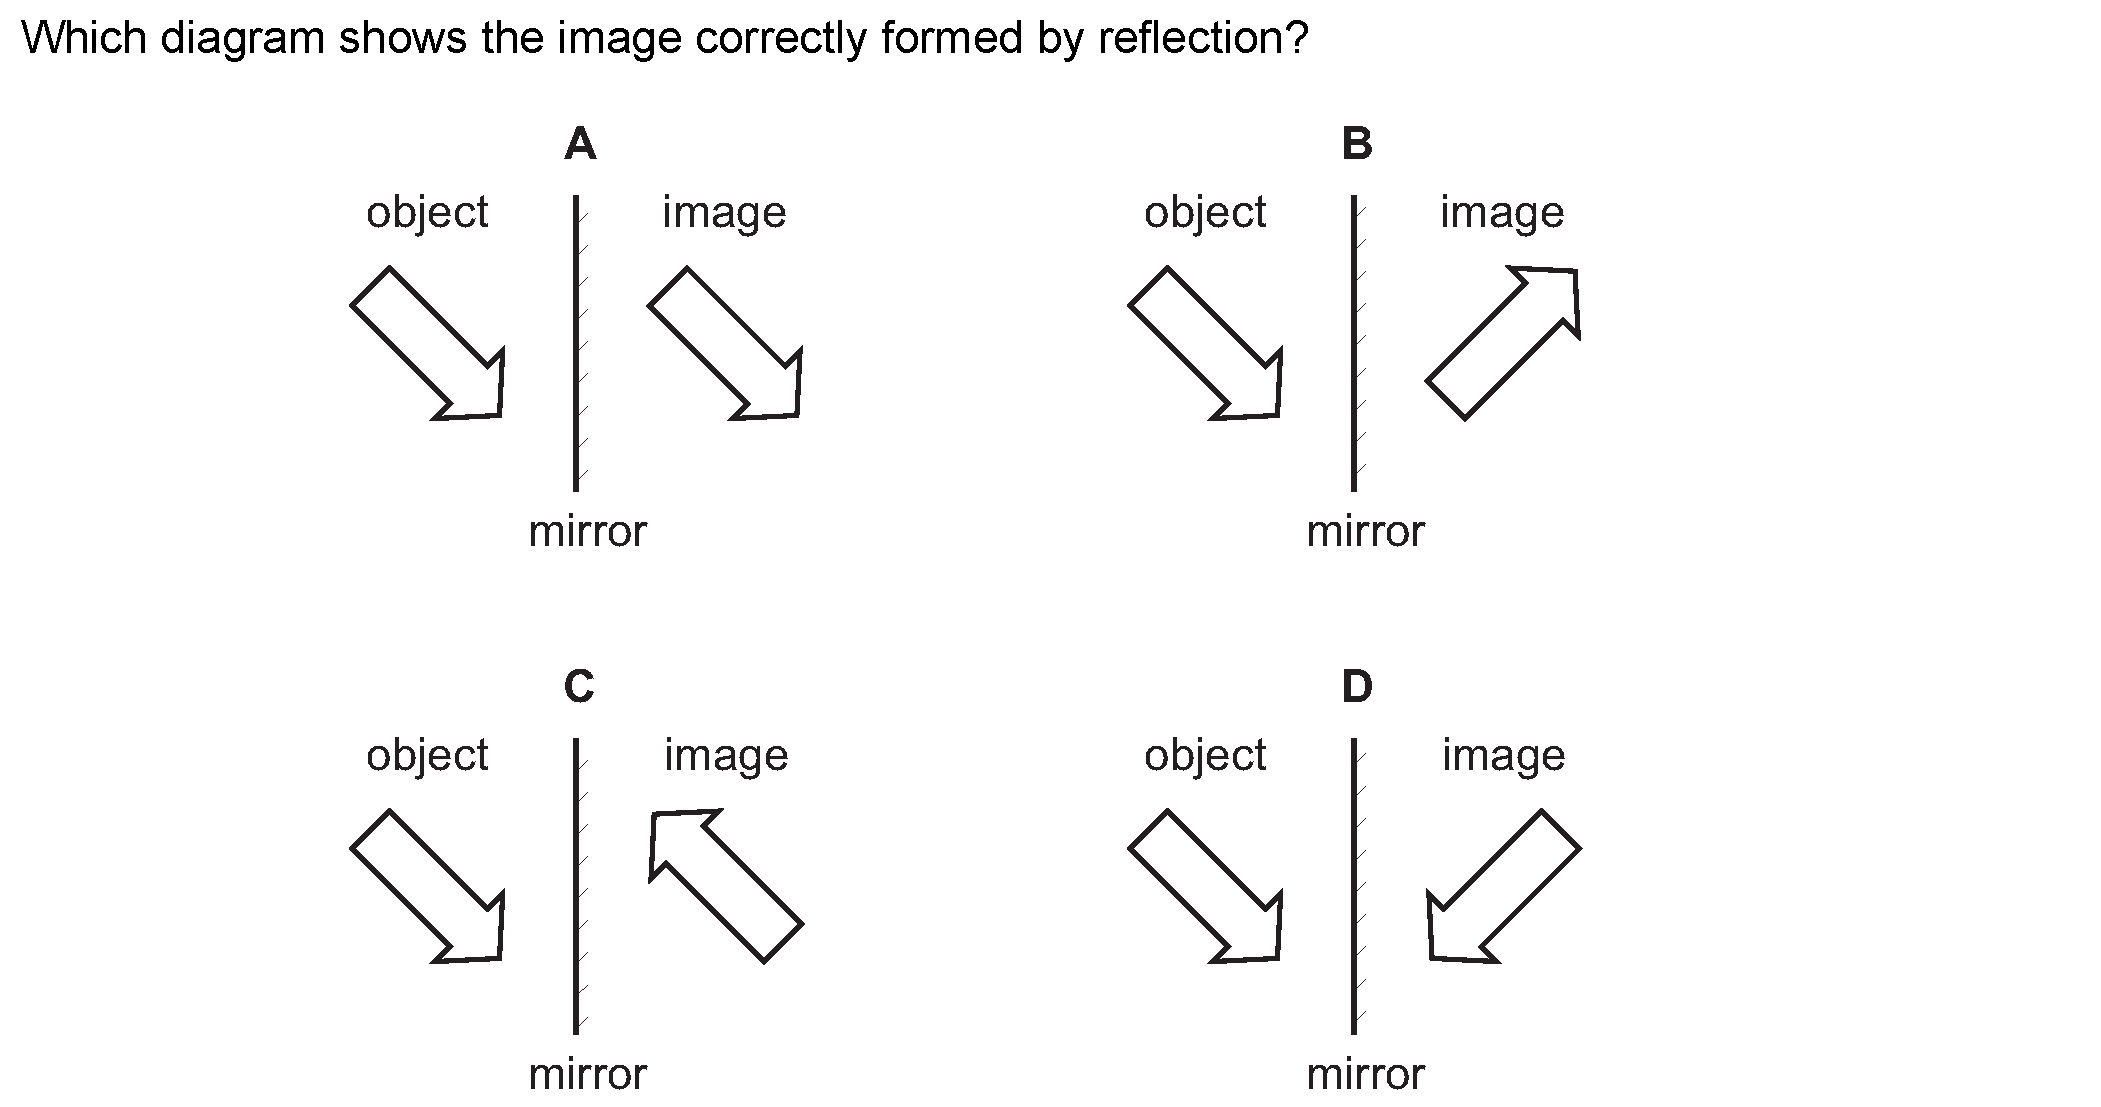 Which diagram shows the image correctly formed by reflection?
A
object
image
mirror
B
object
image
mirror
C
object
image
mirror
D
object
image
mirror